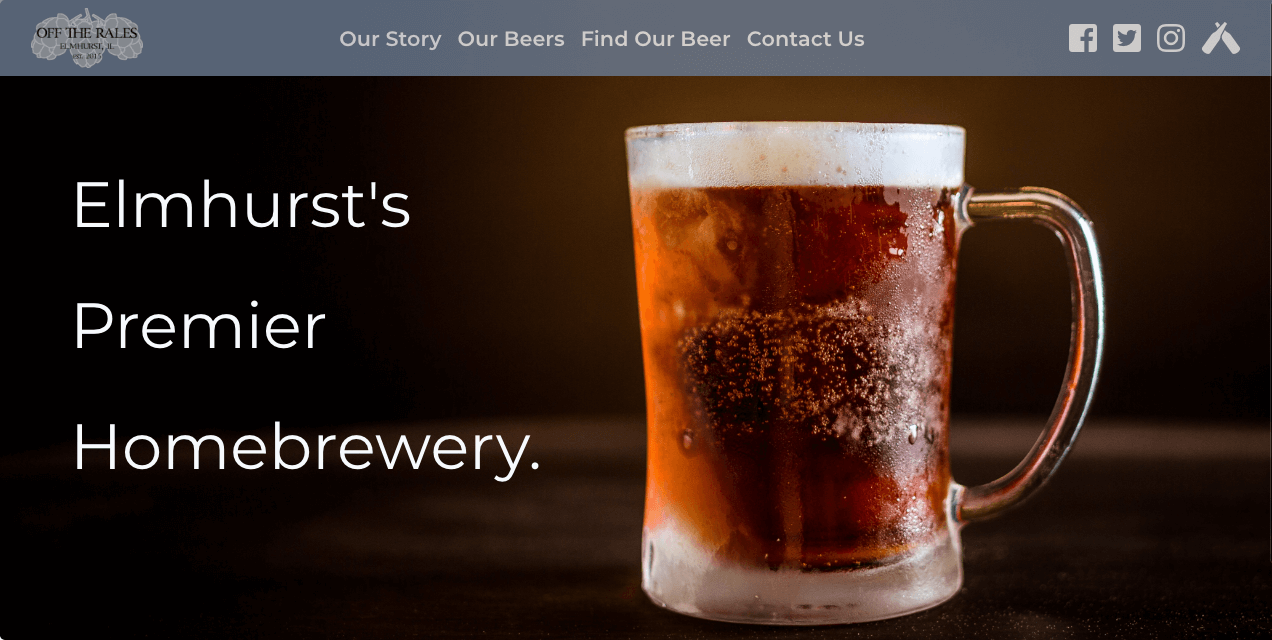 OFF THE RALES
ELMHURST, IL
est. 2015
Our Story Our Beers Find Our Beer Contact Us
Elmhurst's
Premier
Homebrewery.